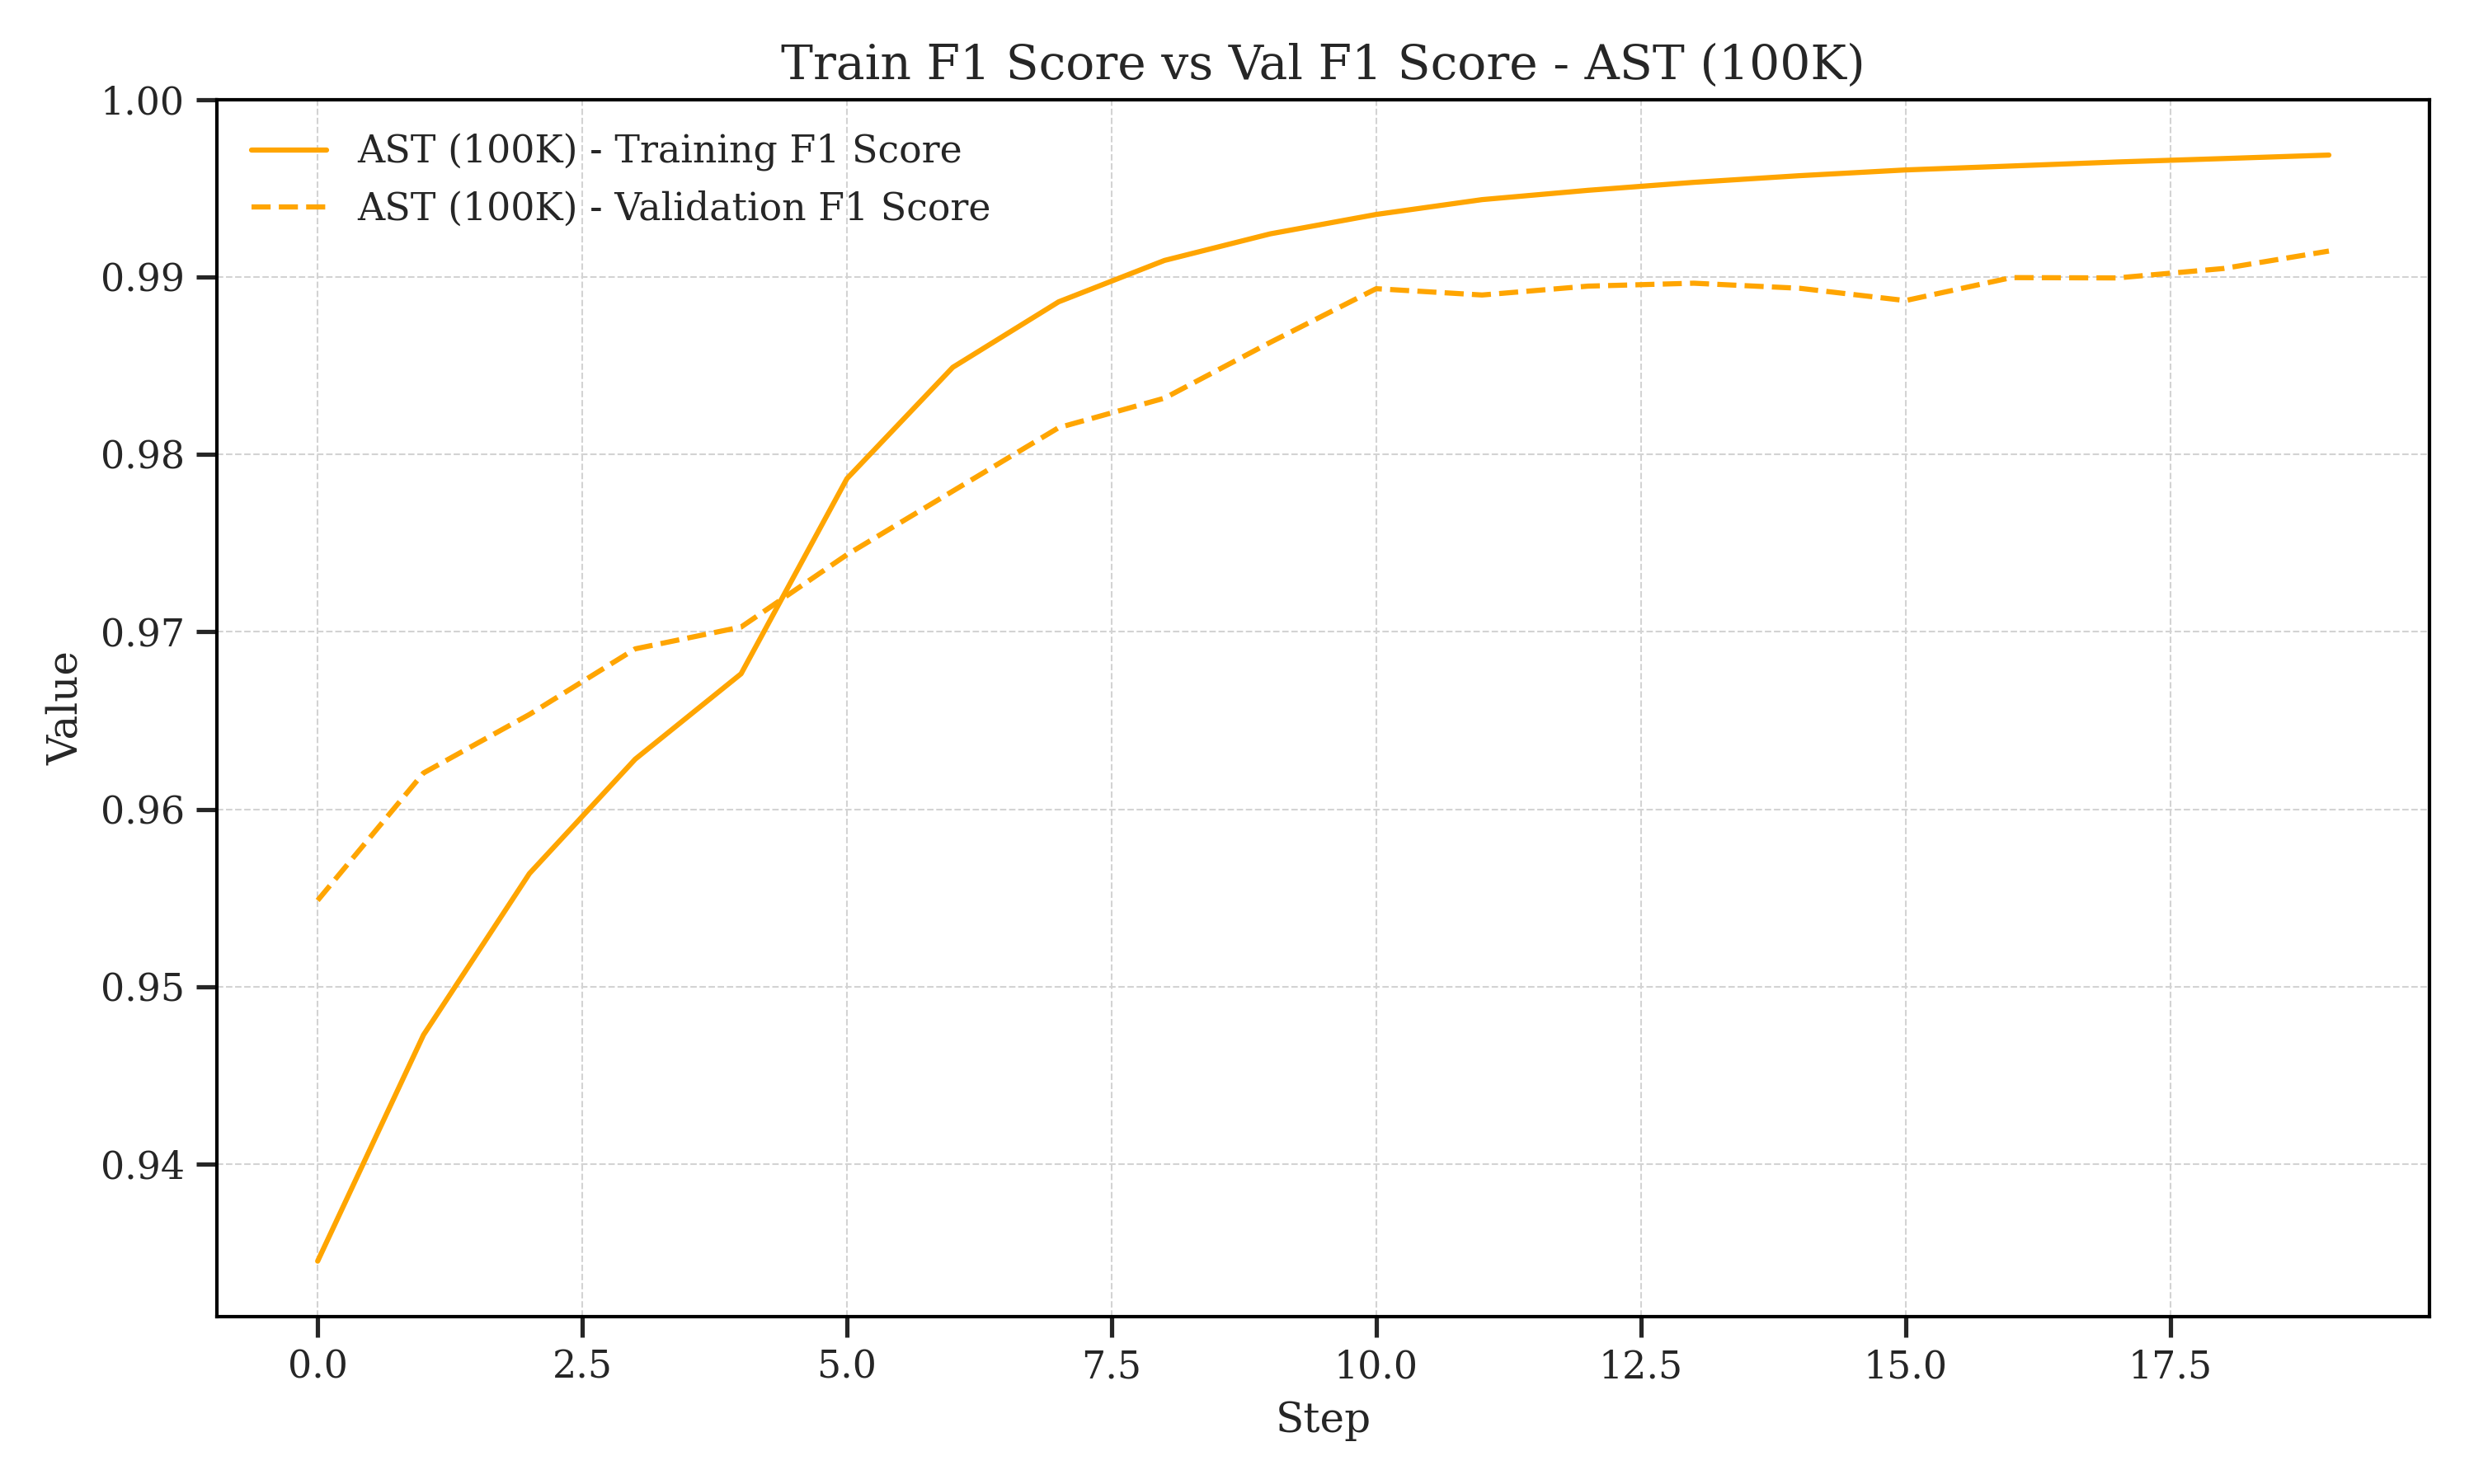 Train F1 Score vs Val F1 Score - AST (100K)
AST (100K) - Training F1 Score
AST (100K) - Validation F1 Score
1.00
0.99
0.98
0.97
0.96
0.95
0.94
Value
0.0 2.5 5.0 7.5 10.0 12.5 15.0 17.5
Step